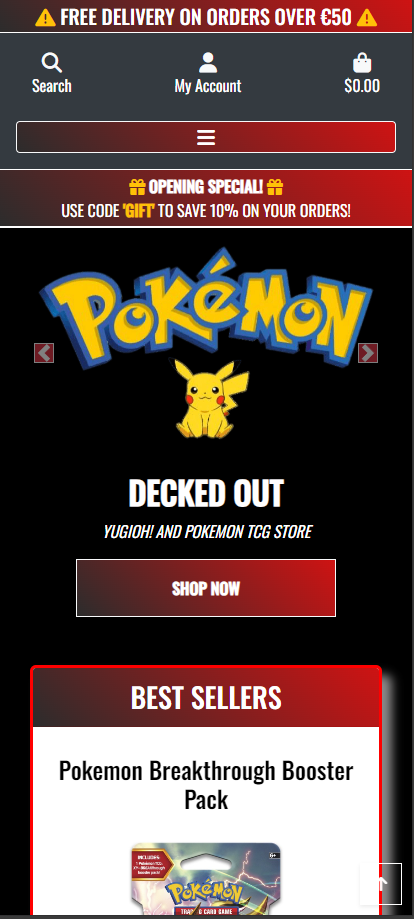 FREE DELIVERY ON ORDERS OVER €50
Search
My Account
$0.00
OPENING SPECIAL!
USE CODE 'GIFT' TO SAVE 10% ON YOUR ORDERS!
POKéMON
DECKED OUT
YUGIOH! AND POKEMON TCG STORE
SHOP NOW
BEST SELLERS
Pokemon Breakthrough Booster
Pack
INCLUDES
POKéMON
TRADING CARD GAME
6+